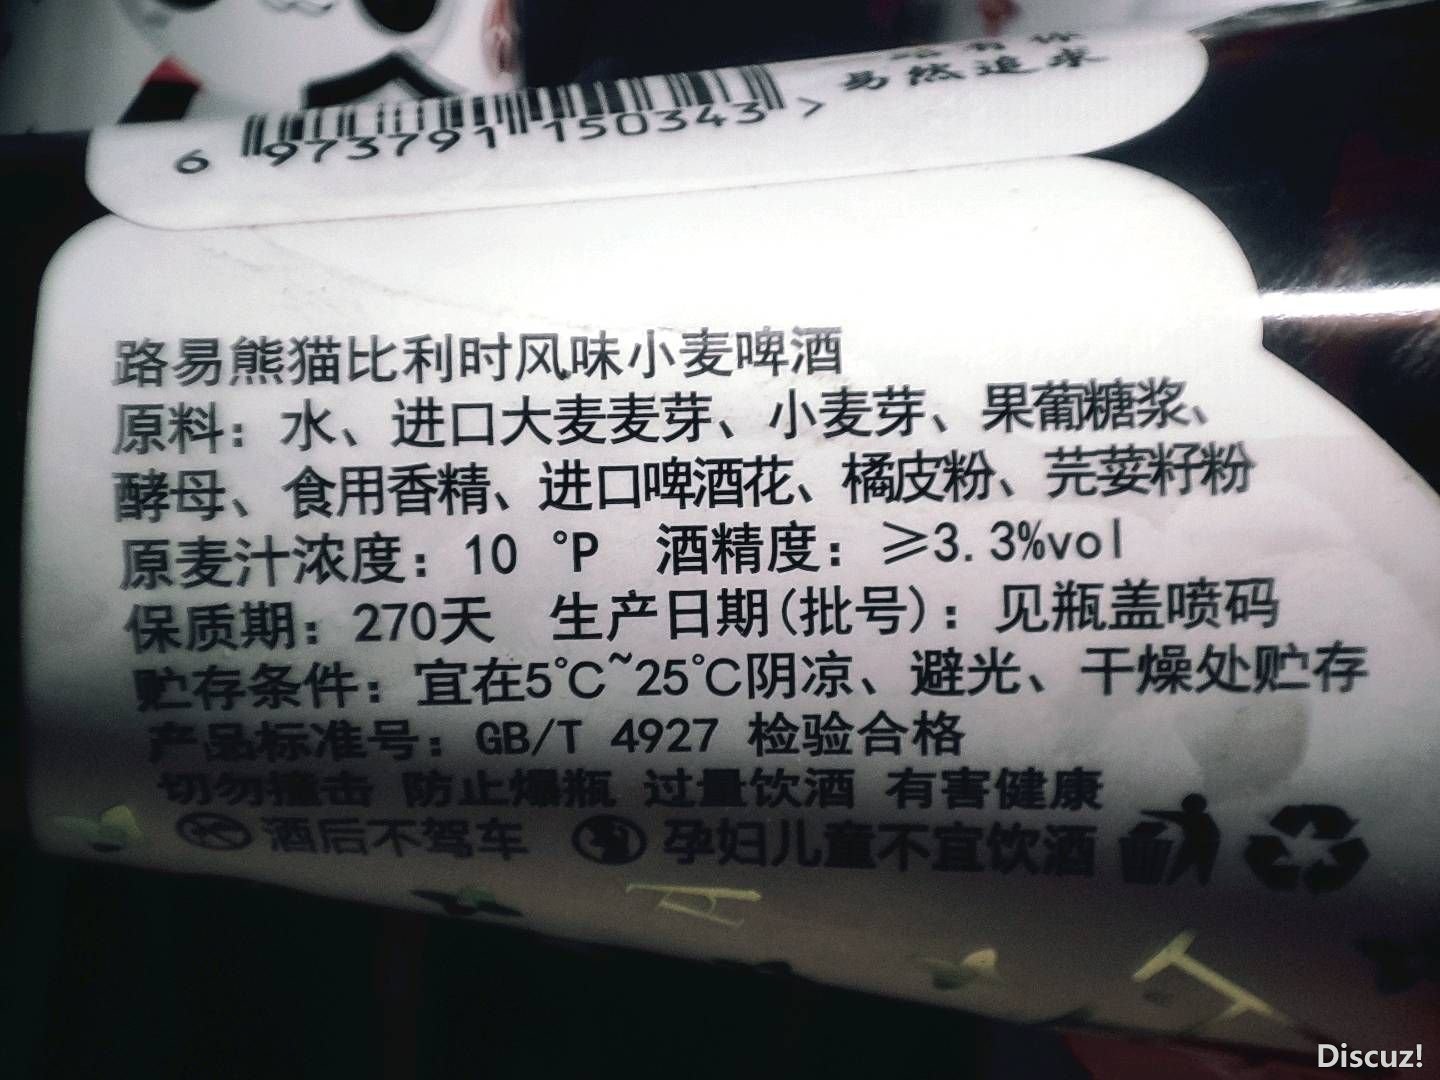 易然追求
6 973791 150343 >
路易熊猫比利时风味小麦啤酒
原料：水、进口大麦麦芽、小麦芽、果葡糖浆、
酵母、食用香精、进口啤酒花、橘皮粉、芫荽籽粉
原麦汁浓度：10 °P 酒精度：≥3.3%vol
保质期：270天 生产日期(批号)：见瓶盖喷码
贮存条件：宜在5℃~25℃阴凉、避光、干燥处贮存
产品标准号：GB/T 4927 检验合格
切勿撞击 防止爆瓶 过量饮酒 有害健康
酒后不驾车 孕妇儿童不宜饮酒
A
Discuz!